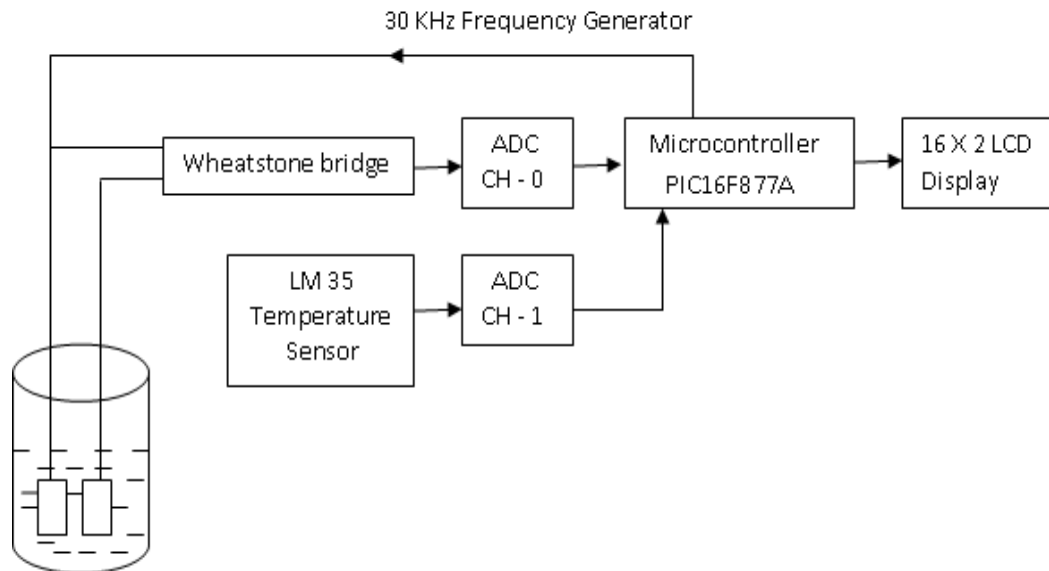 30 KHz Frequency Generator
Wheatstone bridge
ADC
CH - 0
Microcontroller
PIC16F877A
16 X 2 LCD
Display
LM 35
Temperature
Sensor
ADC
CH - 1